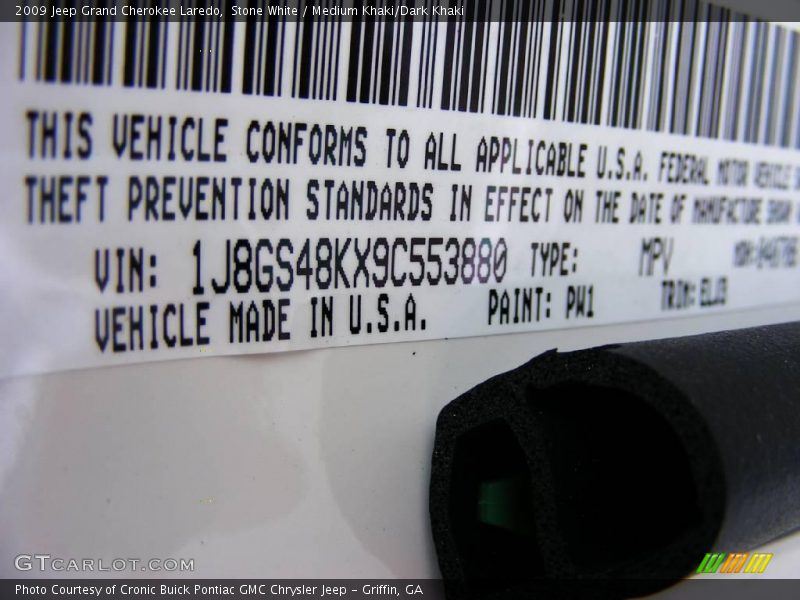 2009 Jeep Grand Cherokee Laredo, Stone White / Medium Khaki/Dark Khaki
THIS VEHICLE CONFORMS TO ALL APPLICABLE U.S.A. FEDERAL MOTOR VEHICLE
THEFT PREVENTION STANDARDS IN EFFECT ON THE DATE OF MANUFACTURE SHOWN
VIN: 1J8GS48KX9C553880 TYPE: MPV
VEHICLE MADE IN U.S.A. PAINT: PW1 TRIM:
GTCARLOT.COM
Photo Courtesy of Cronic Buick Pontiac GMC Chrysler Jeep - Griffin, GA